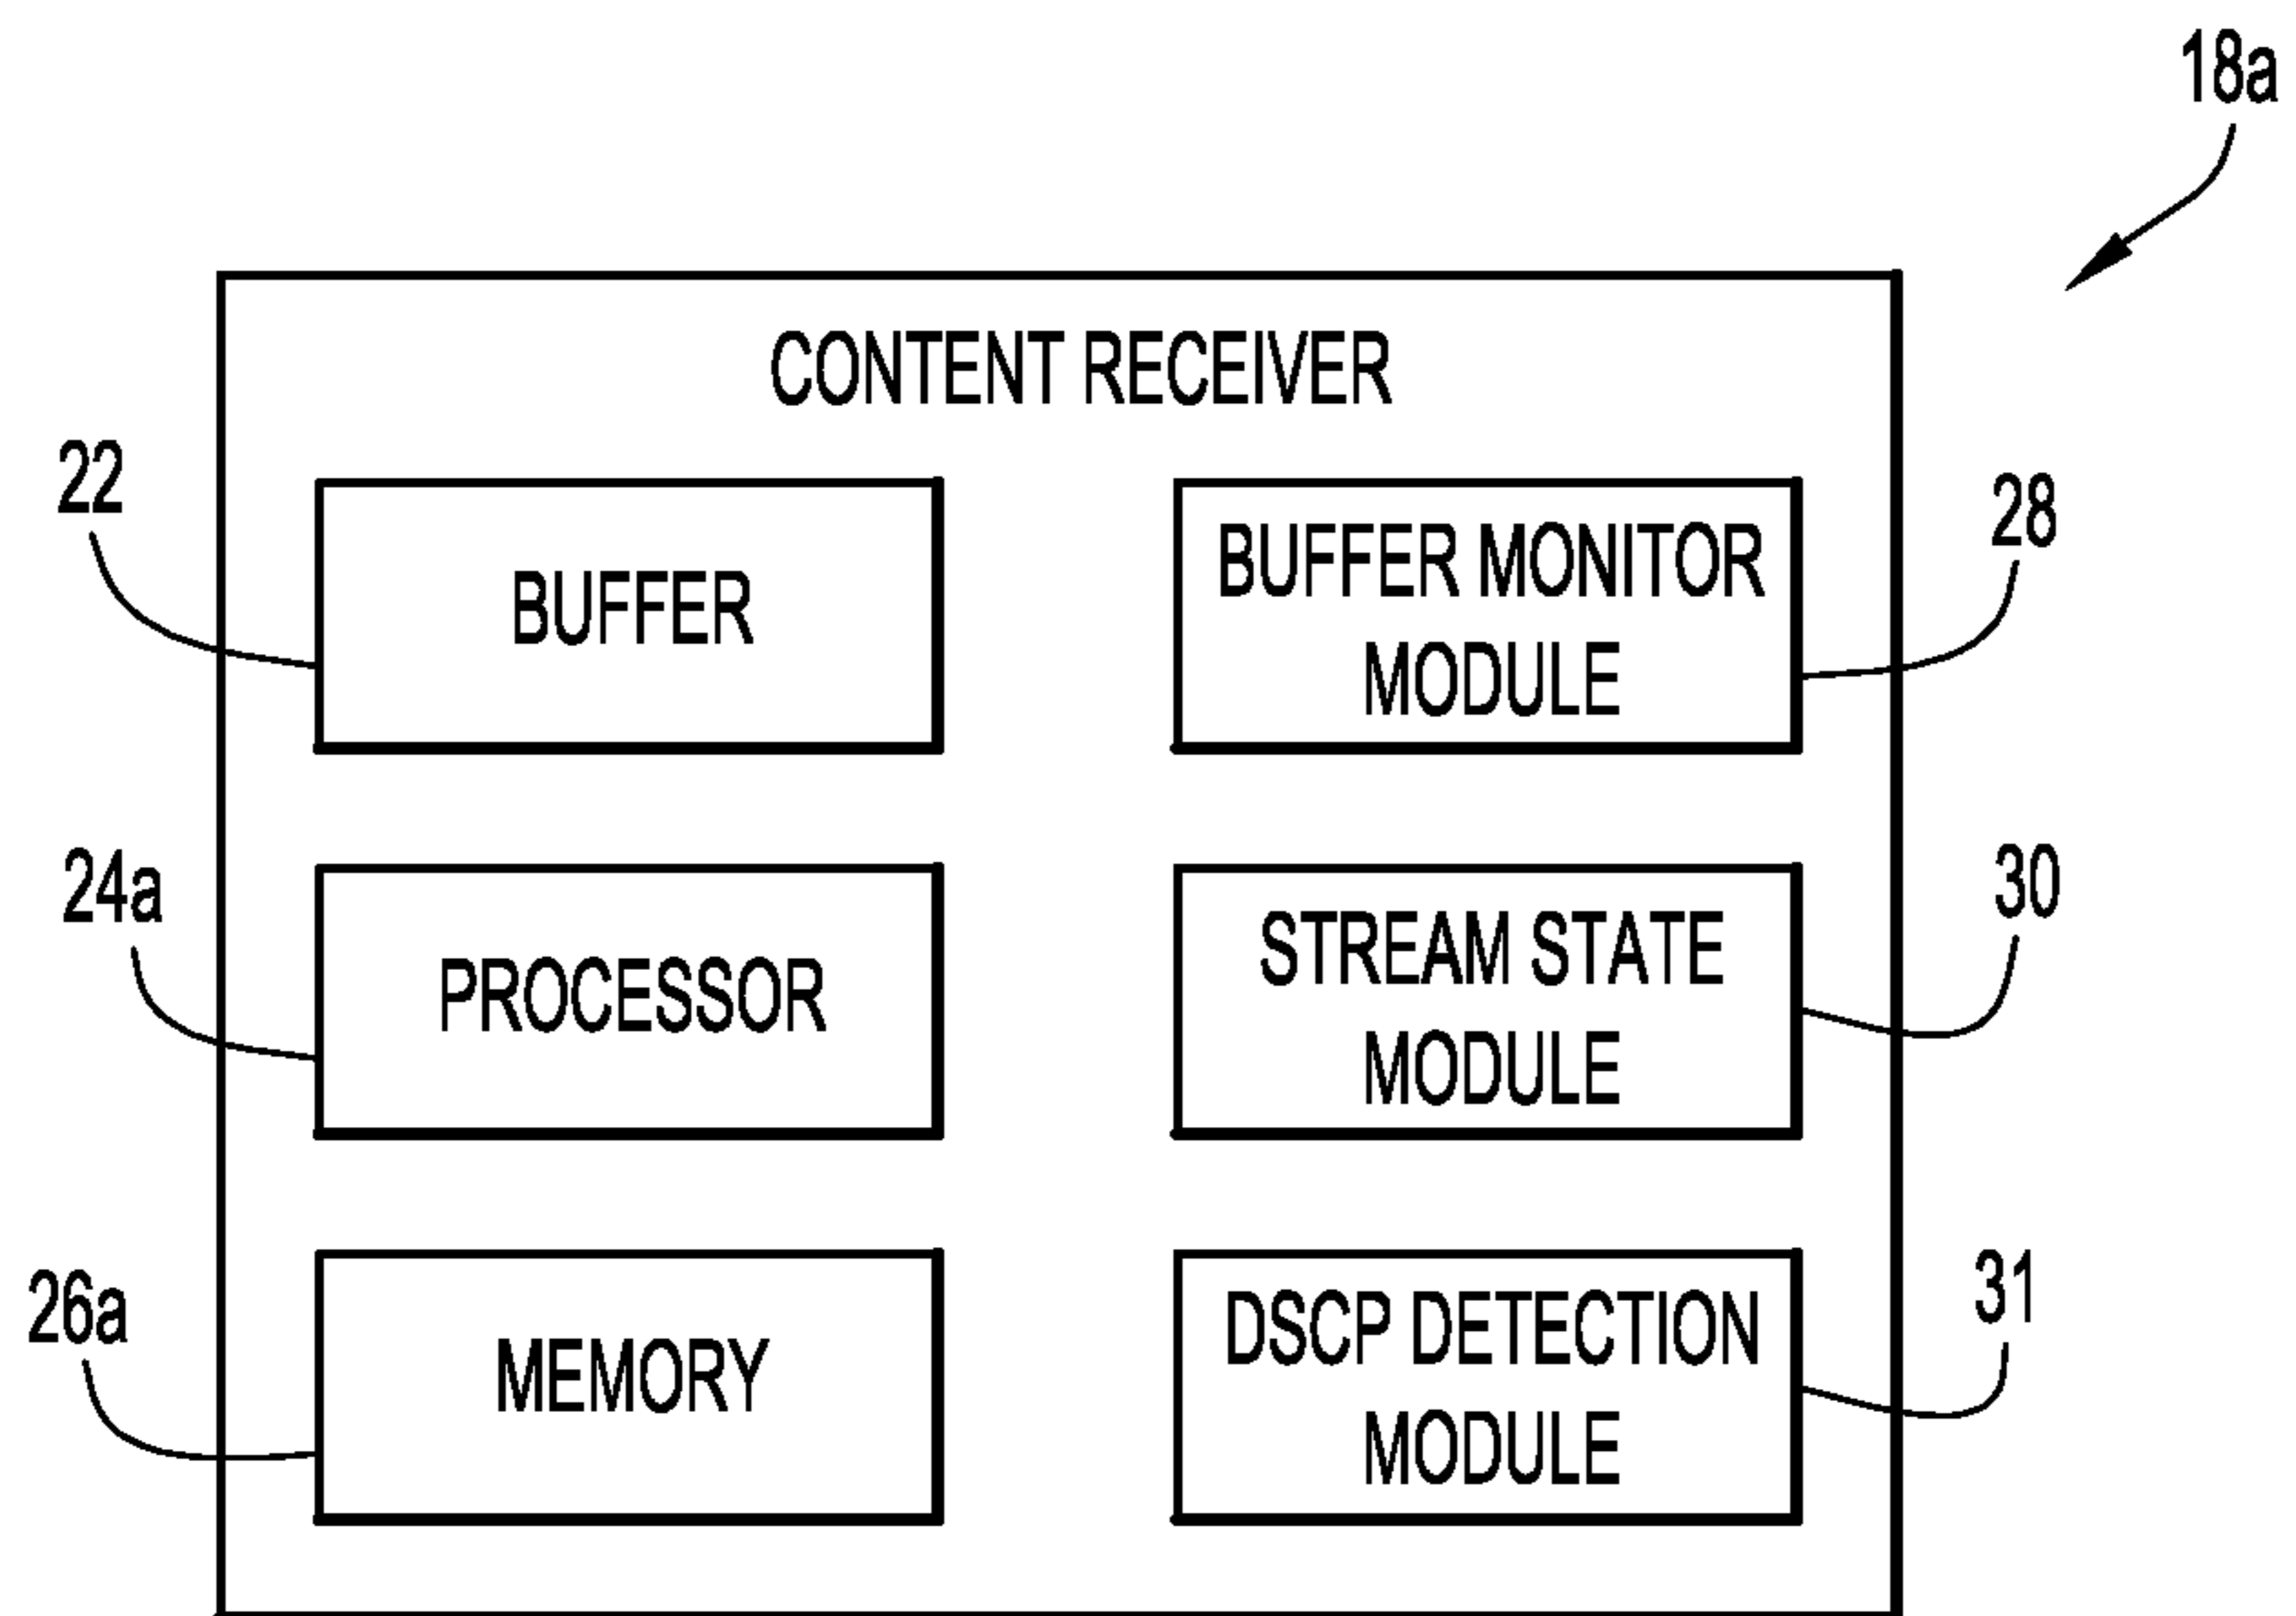 18a
CONTENT RECEIVER
22
BUFFER
BUFFER MONITOR
MODULE
28
24a
PROCESSOR
STREAM STATE
MODULE
30
26a
MEMORY
DSCP DETECTION
MODULE
31